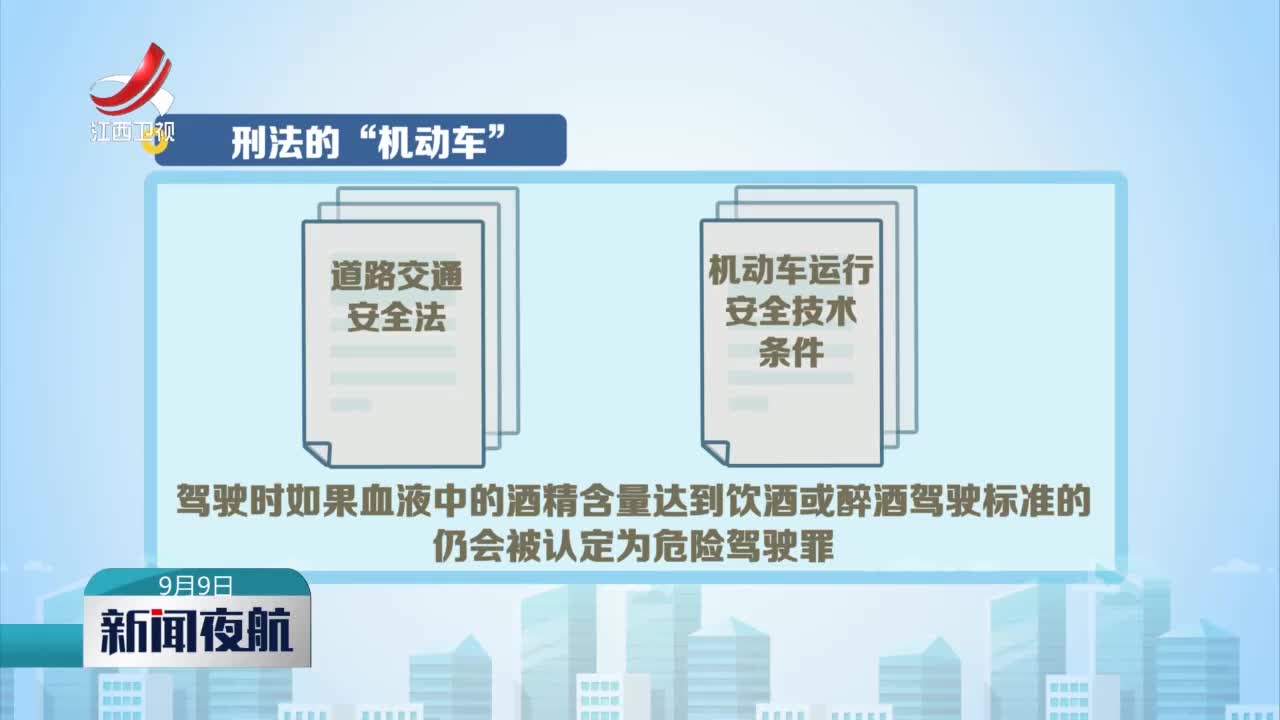 江西卫视
刑法的“机动车”
道路交通
安全法
机动车运行
安全技术
条件
驾驶时如果血液中的酒精含量达到饮酒或醉酒驾驶标准的
仍会被认定为危险驾驶罪
9月9日
新闻夜航